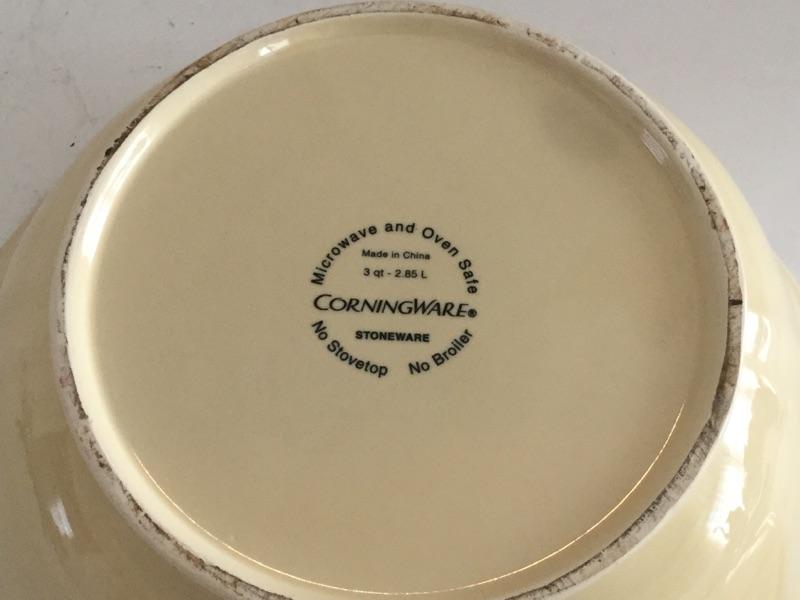 Microwave and Oven Safe
Made in China
3 qt - 2.85 L
CORNINGWARE®
STONEWARE
No Stovetop No Broiler